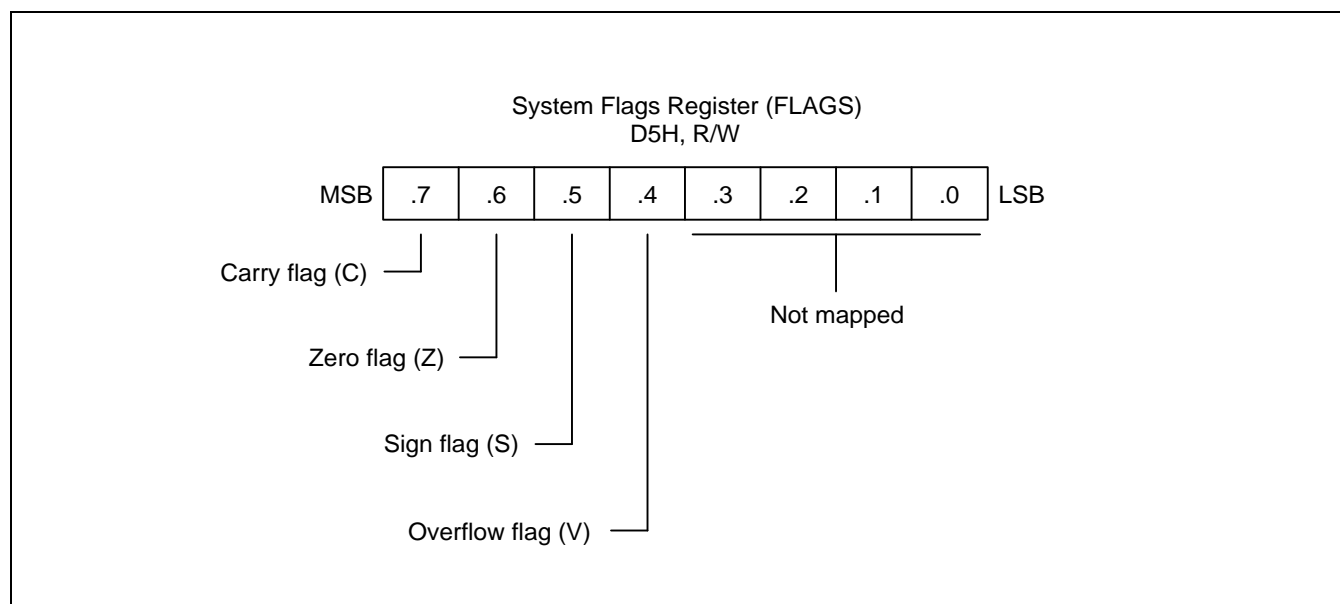 System Flags Register (FLAGS)
D5H, R/W
MSB .7 .6 .5 .4 .3 .2 .1 .0 LSB
Carry flag (C)
Not mapped
Zero flag (Z)
Sign flag (S)
Overflow flag (V)